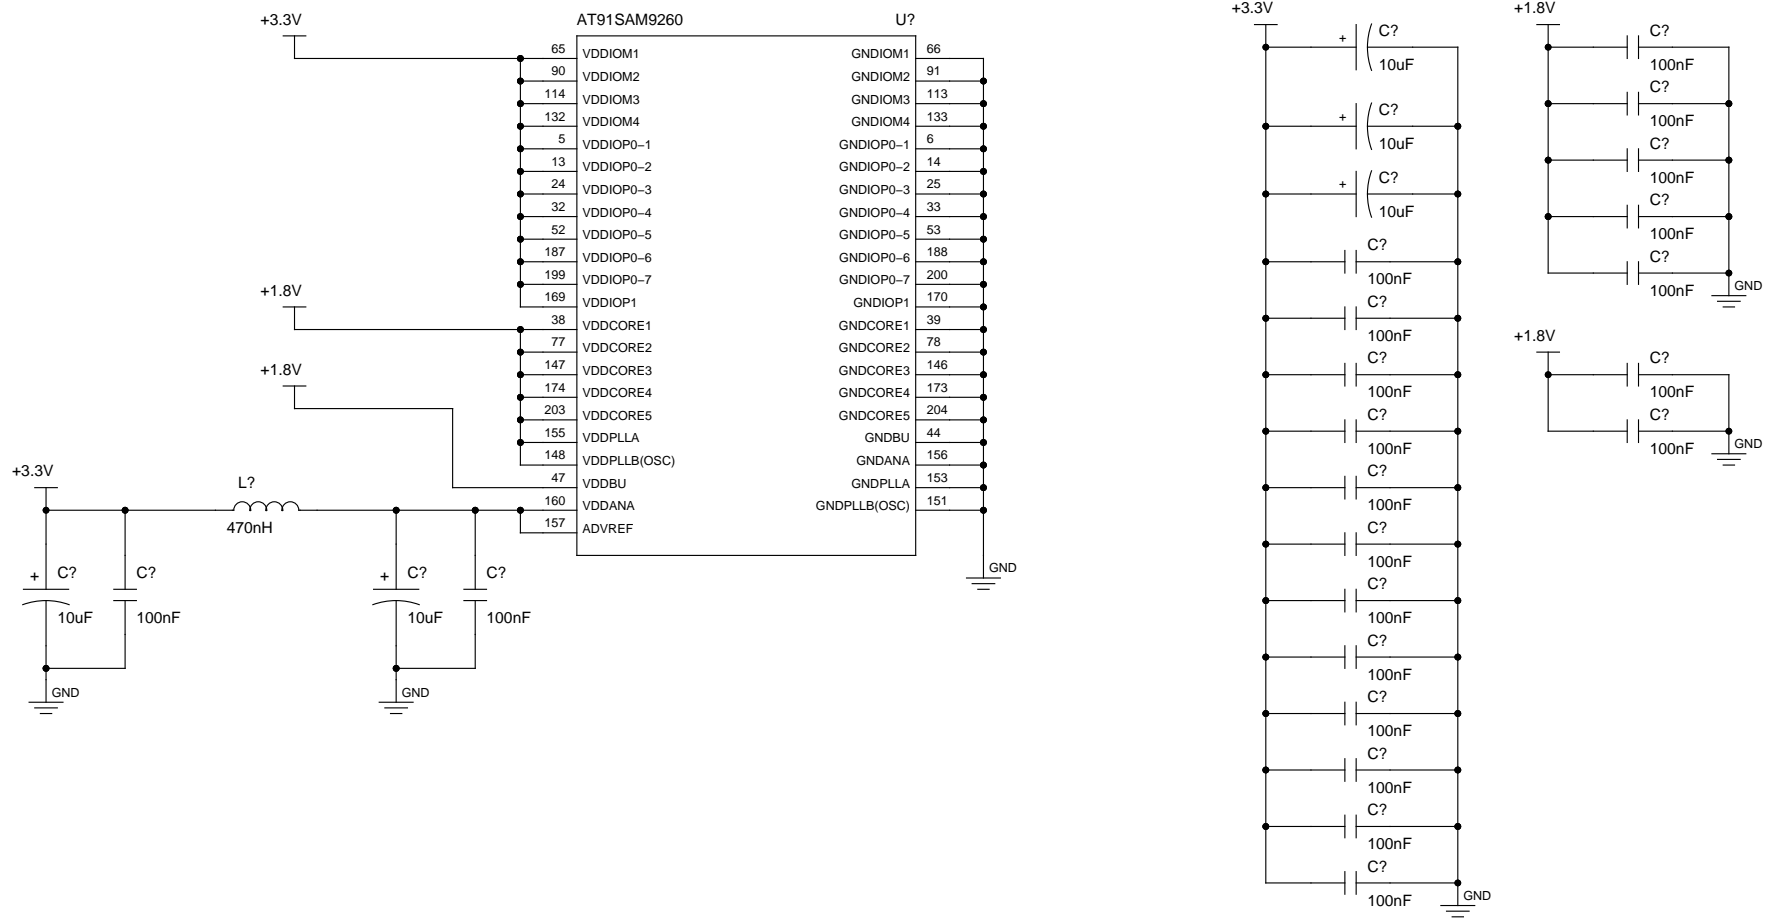 +3.3V
AT91SAM9260 U?
65 VDDIOM1 GNDIOM1 66
90 VDDIOM2 GNDIOM2 91
114 VDDIOM3 GNDIOM3 113
132 VDDIOM4 GNDIOM4 133
5 VDDIOP0-1 GNDIOP0-1 6
13 VDDIOP0-2 GNDIOP0-2 14
24 VDDIOP0-3 GNDIOP0-3 25
32 VDDIOP0-4 GNDIOP0-4 33
52 VDDIOP0-5 GNDIOP0-5 53
187 VDDIOP0-6 GNDIOP0-6 188
199 VDDIOP0-7 GNDIOP0-7 200
+1.8V
169 VDDIOP1 GNDIOP1 170
38 VDDCORE1 GNDCORE1 39
77 VDDCORE2 GNDCORE2 78
+1.8V
147 VDDCORE3 GNDCORE3 146
174 VDDCORE4 GNDCORE4 173
203 VDDCORE5 GNDCORE5 204
155 VDDPLLA GNDBU 44
148 VDDPLLB(OSC) GNDANA 156
47 VDDBU GNDPLLA 153
160 VDDANA GNDPLLB(OSC) 151
157 ADVREF
GND
+3.3V
L?
470nH
+ C?
10uF
C?
100nF
GND
+ C?
10uF
C?
100nF
GND
+3.3V
+ C?
10uF
+ C?
10uF
+ C?
10uF
C?
100nF
C?
100nF
C?
100nF
C?
100nF
C?
100nF
C?
100nF
C?
100nF
C?
100nF
C?
100nF
C?
100nF
C?
100nF
C?
100nF
GND
+1.8V
C?
100nF
C?
100nF
C?
100nF
C?
100nF
C?
100nF
GND
+1.8V
C?
100nF
C?
100nF
GND